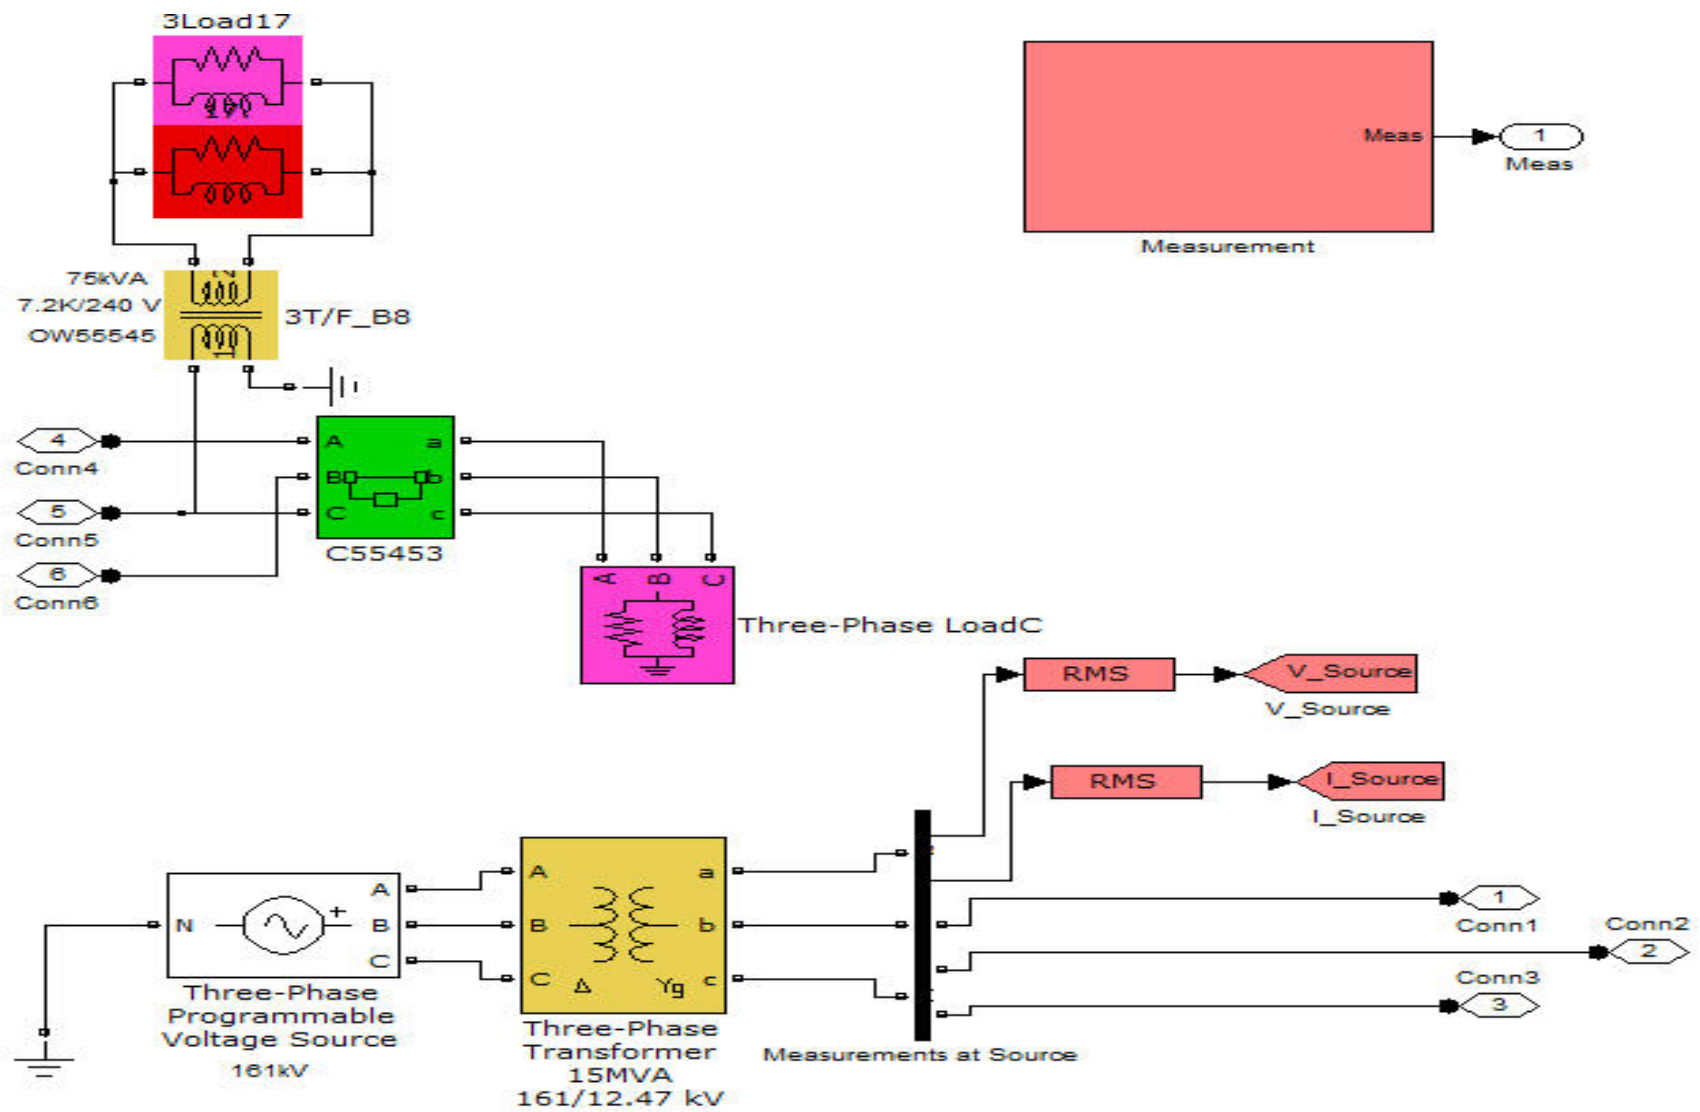 3Load17
Meas
1
Meas
Measurement
75kVA
7.2K/240 V
OW55545
2
1
3T/F_B8
4
Conn4
5
Conn5
6
Conn6
A
B
C
a
b
c
C55453
A
B
C
Three-Phase LoadC
RMS
V_Source
V_Source
RMS
I_Source
I_Source
N
A
B
C
Three-Phase
Programmable
Voltage Source
161kV
A
B
C
Δ
Yg
a
b
c
Three-Phase
Transformer
15MVA
161/12.47 kV
Measurements at Source
1
Conn1
Conn2
2
Conn3
3